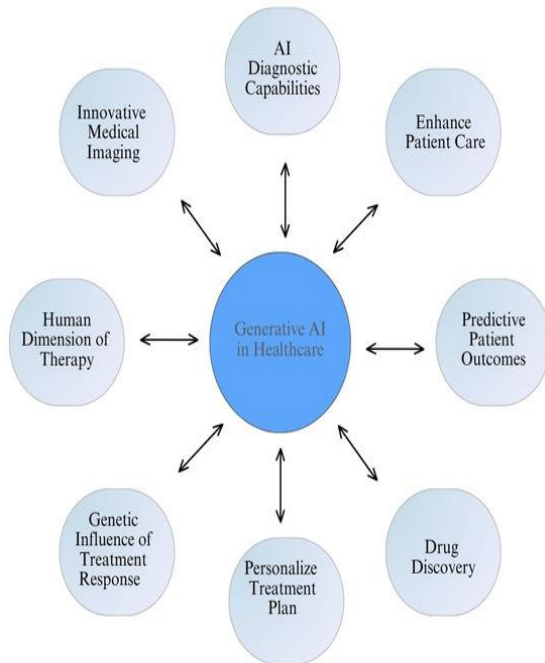 AI
Diagnostic
Capabilities
Innovative
Medical
Imaging
Enhance
Patient Care
Human
Dimension of
Therapy
Generative AI
in Healthcare
Predictive
Patient
Outcomes
Genetic
Influence of
Treatment
Response
Personalize
Treatment
Plan
Drug
Discovery